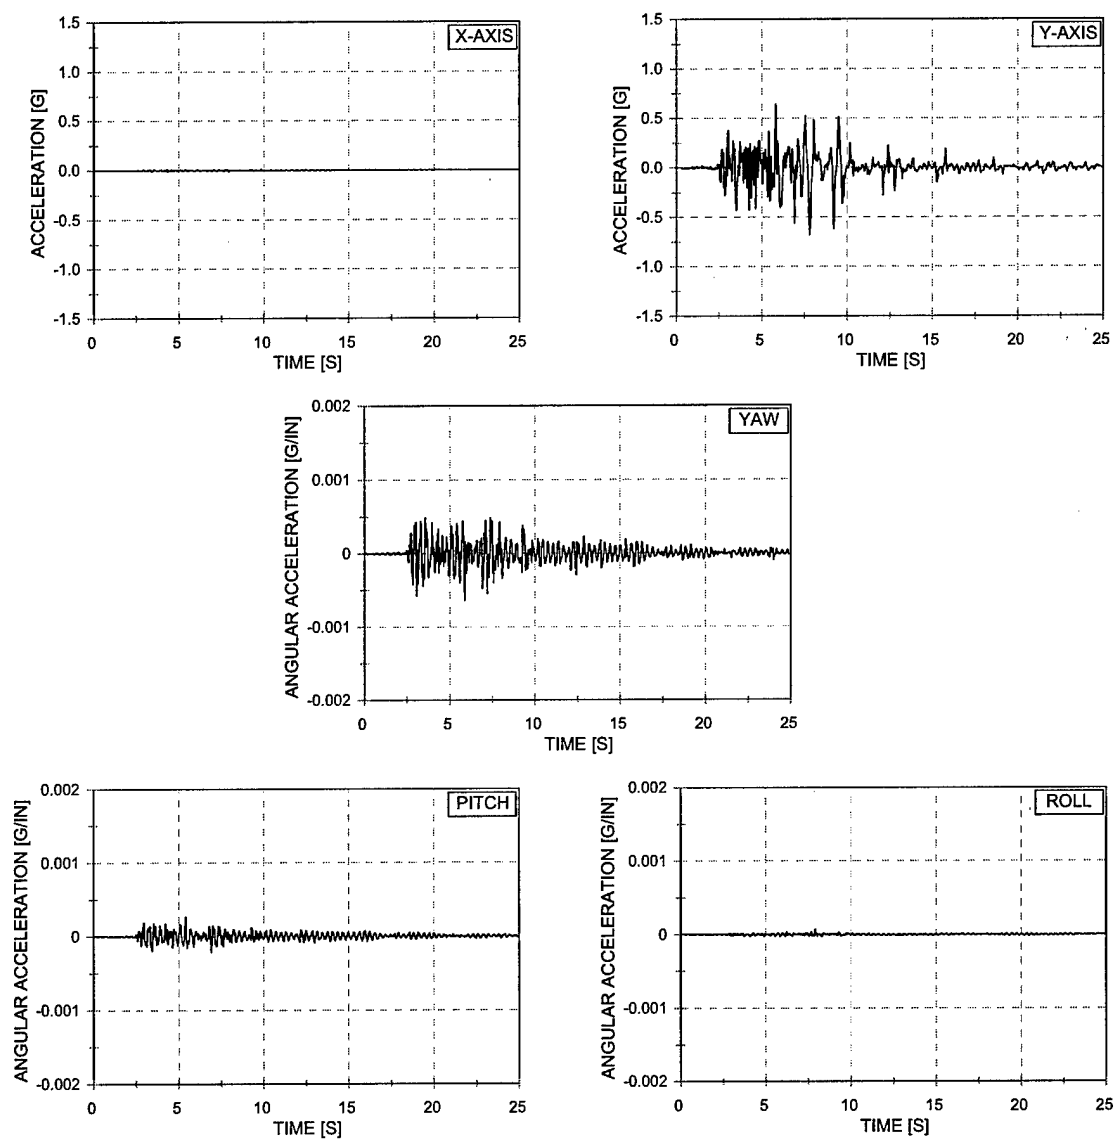 X-AXIS
ACCELERATION [G]
1.5
1.0
0.5
0.0
-0.5
-1.0
-1.5
0 5 10 15 20 25
TIME [S]
Y-AXIS
ACCELERATION [G]
1.5
1.0
0.5
0.0
-0.5
-1.0
-1.5
0 5 10 15 20 25
TIME [S]
YAW
ANGULAR ACCELERATION [G/IN]
0.002
0.001
0
-0.001
-0.002
0 5 10 15 20 25
TIME [S]
PITCH
ANGULAR ACCELERATION [G/IN]
0.002
0.001
0
-0.001
-0.002
0 5 10 15 20 25
TIME [S]
ROLL
ANGULAR ACCELERATION [G/IN]
0.002
0.001
0
-0.001
-0.002
0 5 10 15 20 25
TIME [S]